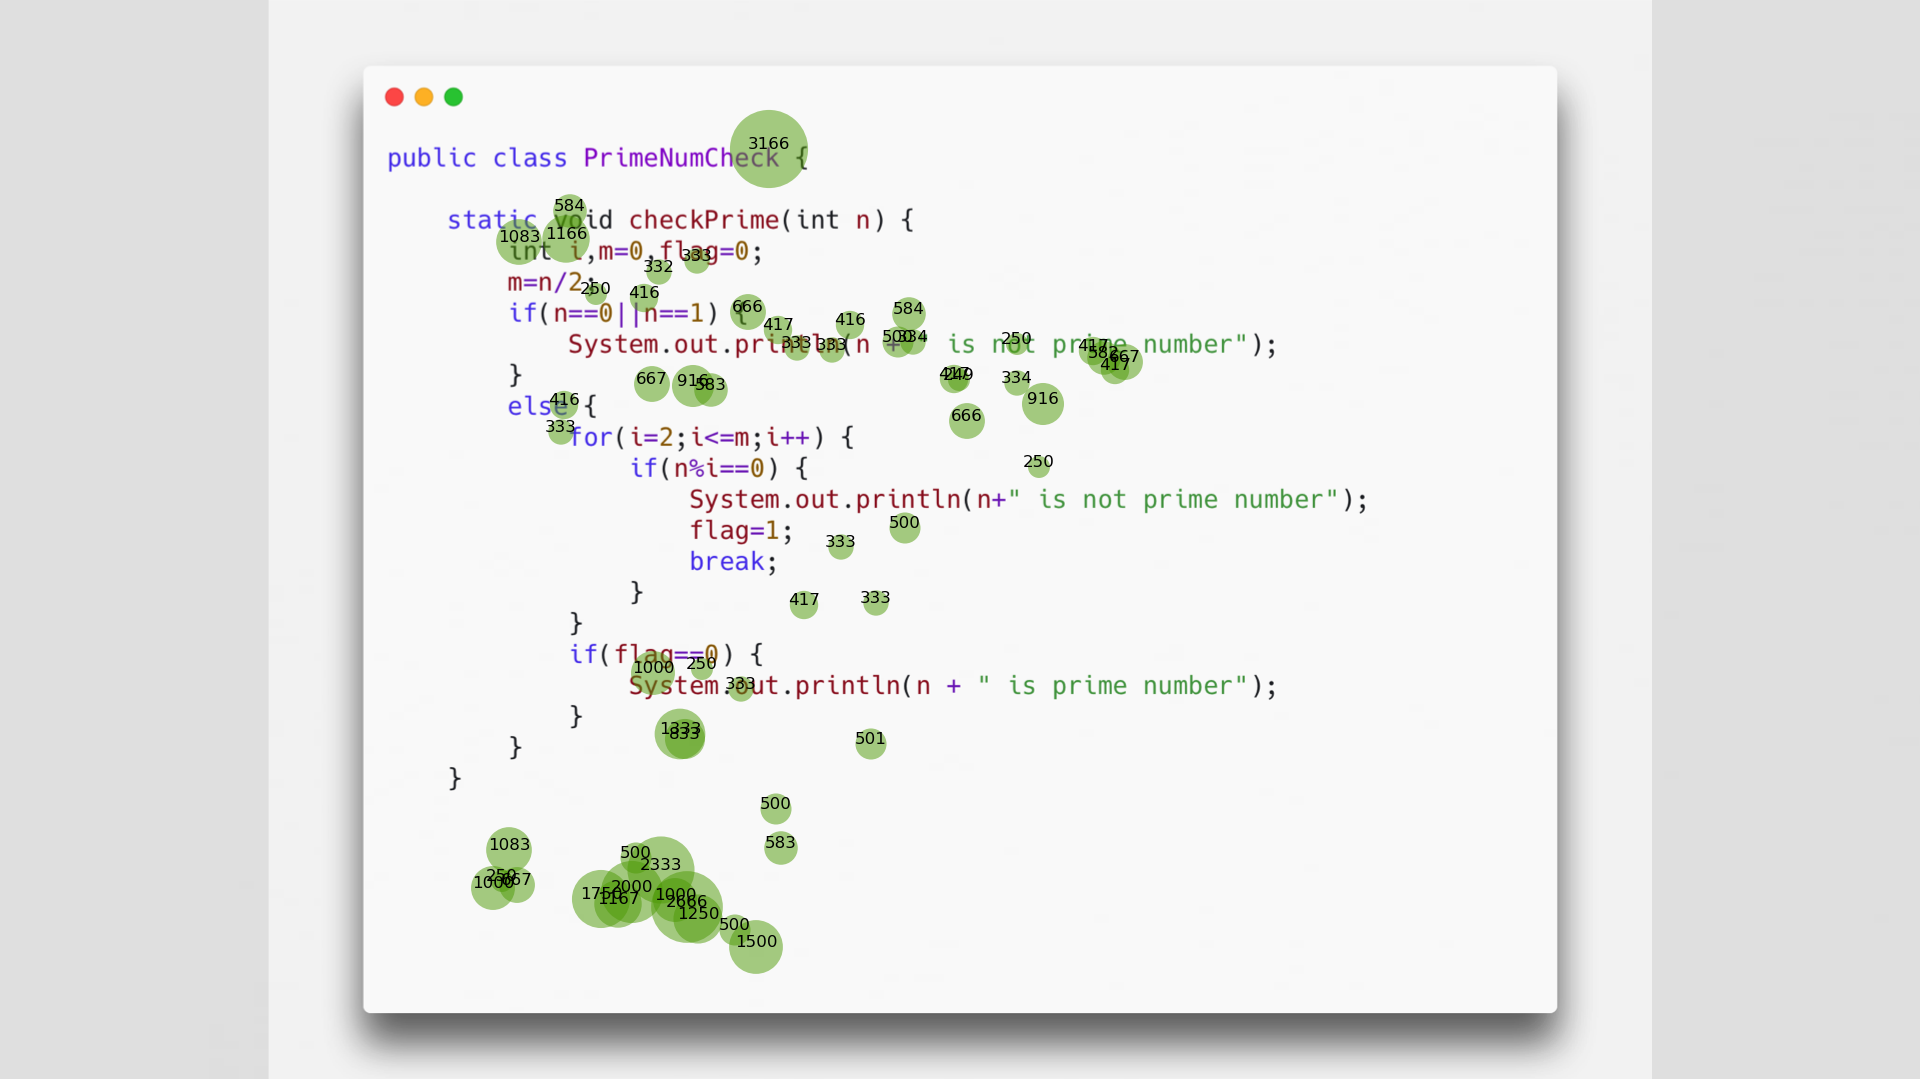 3166
public class PrimeNumCheck {
584
static void checkPrime(int n) {
1083 1166
int i,m=0,flag=0;
333
332
m=n/2;
250 416
666 584
if(n==0||n==1) {
417 416
333 333 500 334 250 417
System.out.println(n + " is not prime number");
583 667 417
}
667 916 583 417 249 334
else {
416 916
666
333
for(i=2;i<=m;i++) {
250
if(n%i==0) {
System.out.println(n+" is not prime number");
500
flag=1;
333
break;
}
417 333
}
if(flag==0) {
1000 250
333
System.out.println(n + " is prime number");
}
1333
833 501
}
}
500
1083 583
500 2333
250
1000 667 2000
1750 1167 1000
2666
1250
500
1500